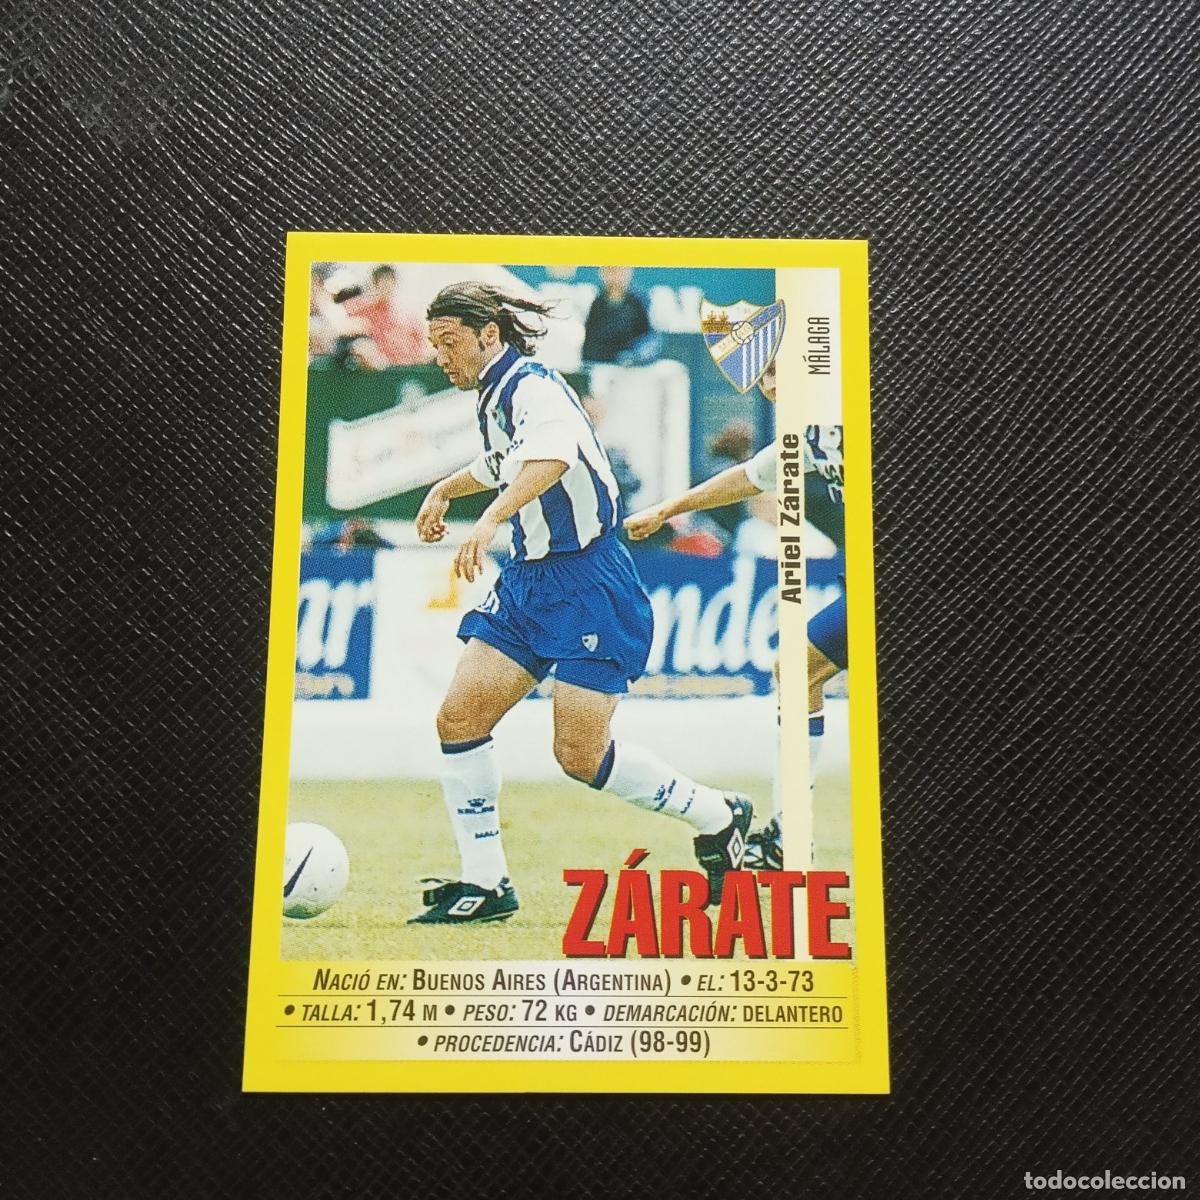 MÁLAGA
Ariel Zárate
ZÁRATE
NACIÓ EN: BUENOS AIRES (ARGENTINA) • EL: 13-3-73
• TALLA: 1,74 M • PESO: 72 KG • DEMARCACIÓN: DELANTERO
• PROCEDENCIA: CÁDIZ (98-99)
todocoleccion